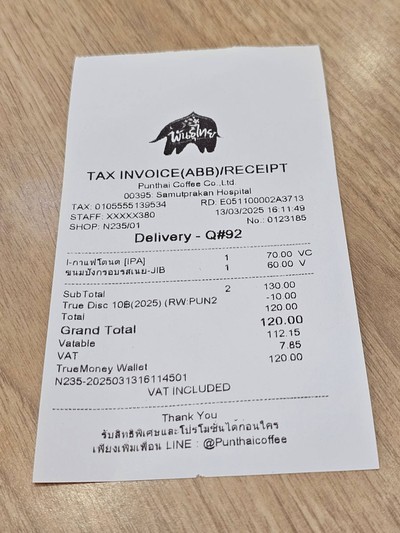 พันธุ์ไทย
TAX INVOICE(ABB)/RECEIPT
Punthai Coffee Co.,Ltd
00395: Samutprakan Hospital
TAX: 0105555139534 RD: E051100002A3713
STAFF: XXXXX380 13/03/2025 16:11:49
SHOP: N235/01 No.: 0123185
Delivery - Q#92
I-กาแฟโตนด [IPA] 1 70.00 VC
ขนมปังกรอบรสเนย-JIB 1 60.00 V
SubTotal 2 130.00
True Disc 10B(2025) (RW:PUN2 -10.00
Total 120.00
Grand Total 120.00
Vatable 112.15
VAT 7.85
TrueMoney Wallet 120.00
N235-2025031316114501
VAT INCLUDED
Thank You
รับสิทธิพิเศษและโปรโมชันได้ก่อนใคร
เพียงเพิ่มเพื่อน LINE : @Punthaicoffee